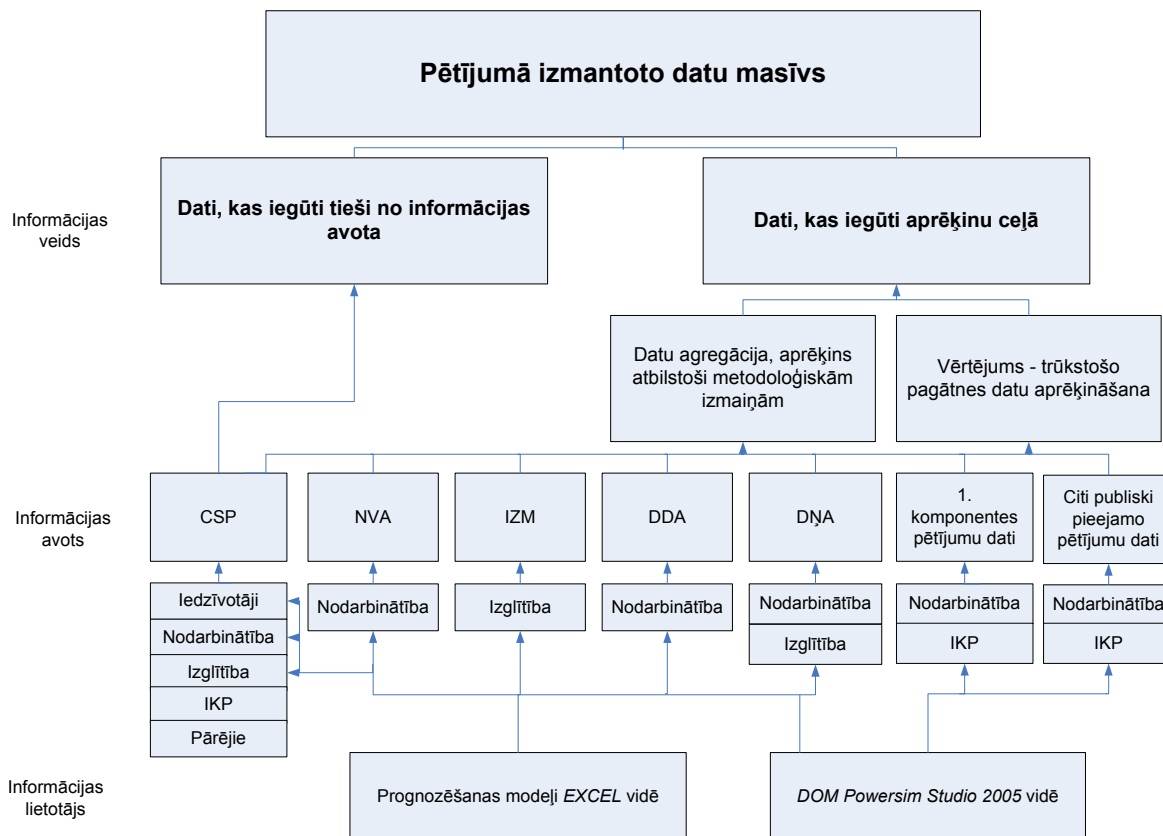 Pētījumā izmantoto datu masīvs
Informācijas
veids
Dati, kas iegūti tieši no informācijas
avota
Dati, kas iegūti aprēķinu ceļā
Datu agregācija, aprēķins
atbilstoši metodoloģiskām
izmaiņām
Vērtējums - trūkstošo
pagātnes datu aprēķināšana
Informācijas
avots
CSP
NVA
IZM
DDA
DŅA
1.
komponentes
pētījumu dati
Citi publiski
pieejamo
pētījumu dati
Iedzīvotāji
Nodarbinātība
Izglītība
IKP
Pārējie
Nodarbinātība
Izglītība
Nodarbinātība
Nodarbinātība
Izglītība
Nodarbinātība
IKP
Nodarbinātība
IKP
Informācijas
lietotājs
Prognozēšanas modeļi EXCEL vidē
DOM Powersim Studio 2005 vidē